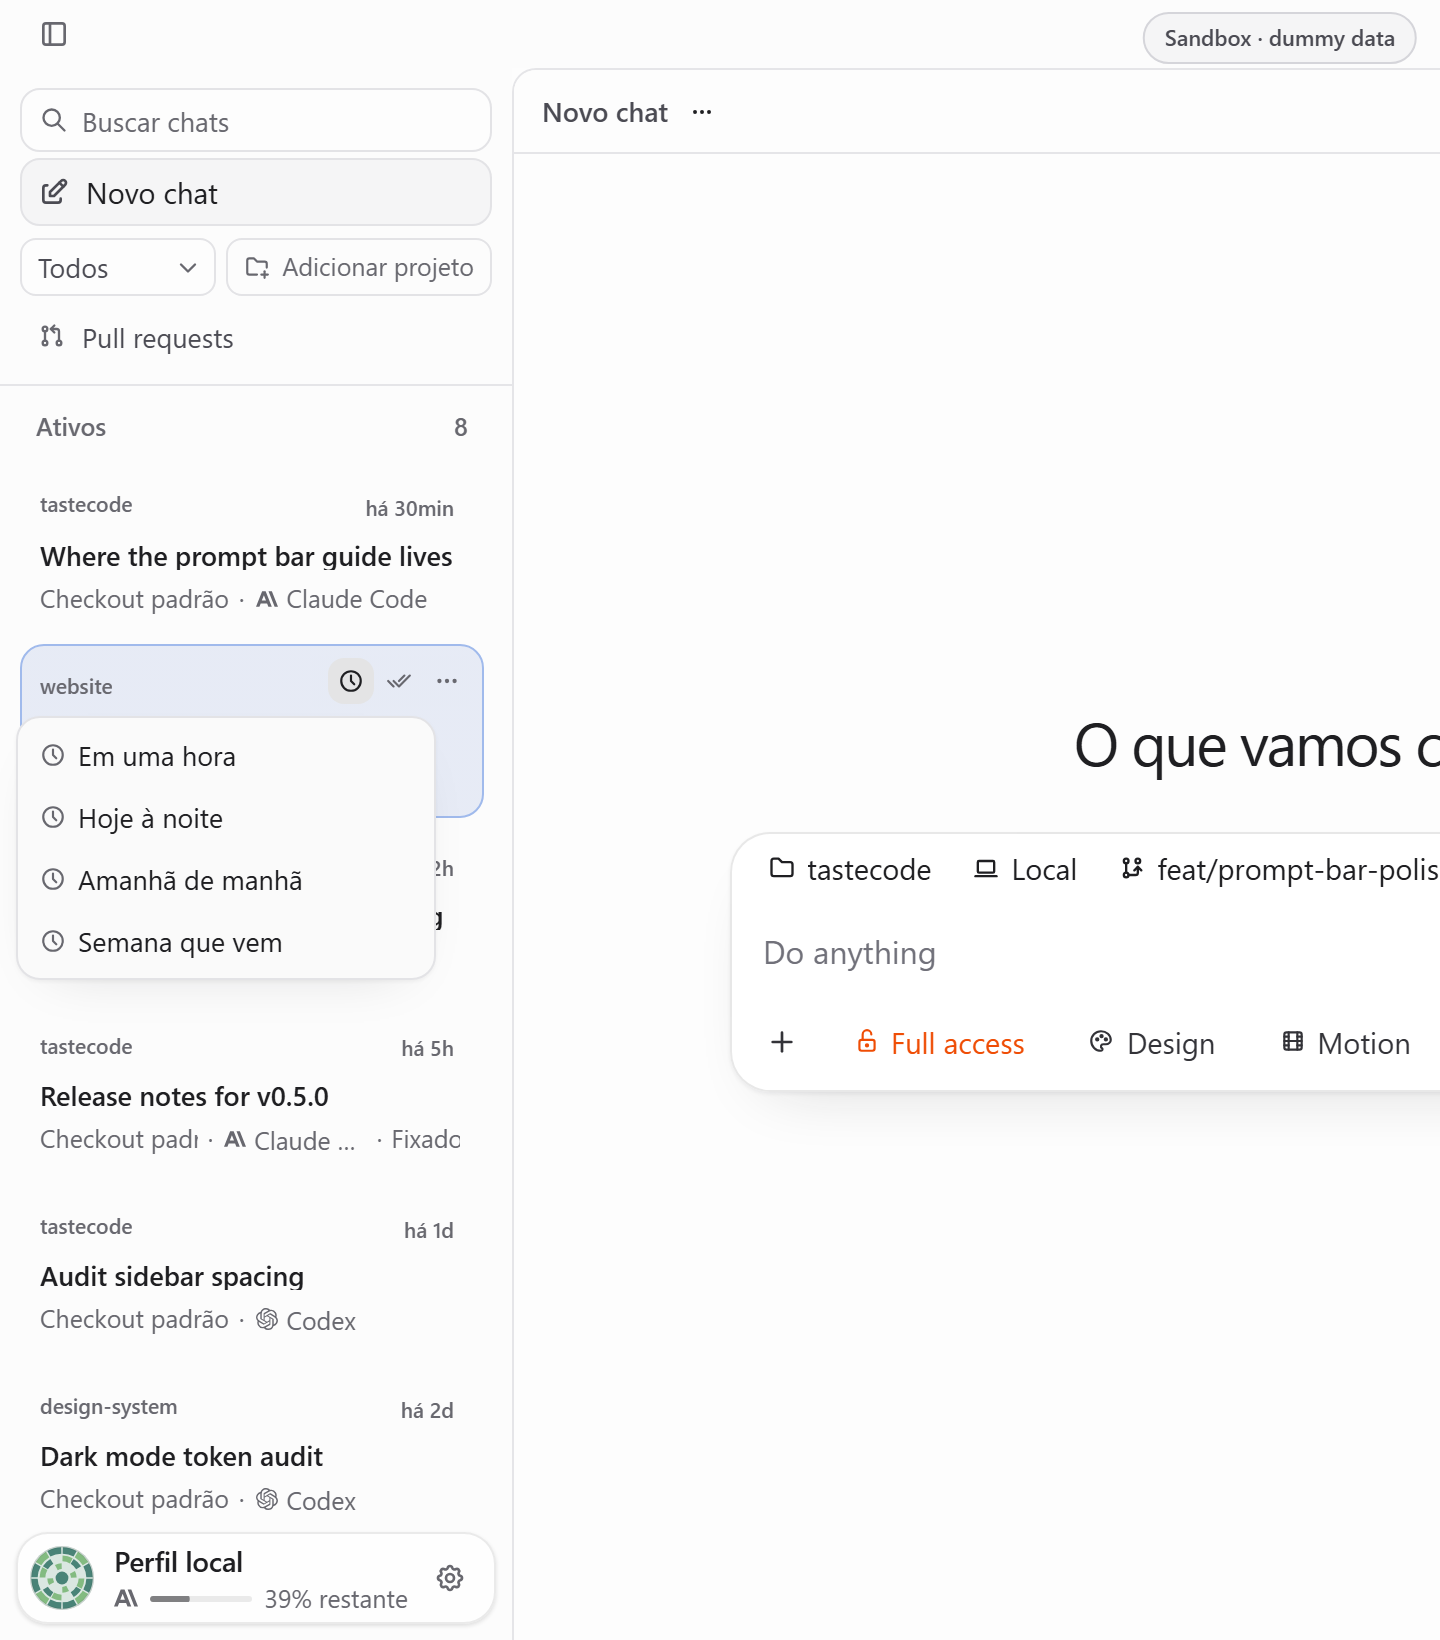 Sandbox · dummy data
Buscar chats
Novo chat
Todos
Adicionar projeto
Pull requests
Ativos 8
tastecode há 30min
Where the prompt bar guide lives
Checkout padrão · Claude Code
website
Em uma hora
Hoje à noite
Amanhã de manhã
Semana que vem
2h
g
tastecode há 5h
Release notes for v0.5.0
Checkout padr · Claude ... · Fixado
tastecode há 1d
Audit sidebar spacing
Checkout padrão · Codex
design-system há 2d
Dark mode token audit
Checkout padrão · Codex
Perfil local
39% restante
Novo chat
O que vamos c
tastecode Local feat/prompt-bar-polis
Do anything
Full access Design Motion